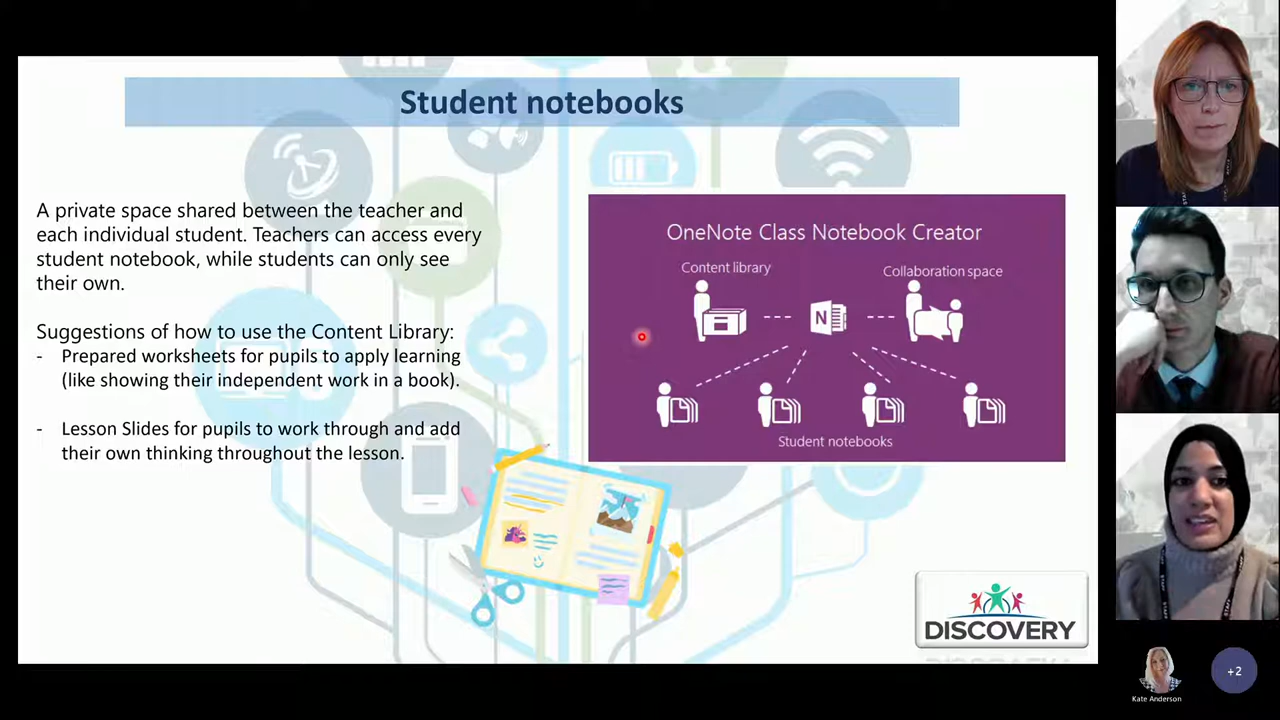 Student notebooks
A private space shared between the teacher and
each individual student. Teachers can access every
student notebook, while students can only see
their own.
Suggestions of how to use the Content Library:
- Prepared worksheets for pupils to apply learning
(like showing their independent work in a book).
- Lesson Slides for pupils to work through and add
their own thinking throughout the lesson.
OneNote Class Notebook Creator
Content library
Collaboration space
N
Student notebooks
DISCOVERY
Kate Anderson
+2